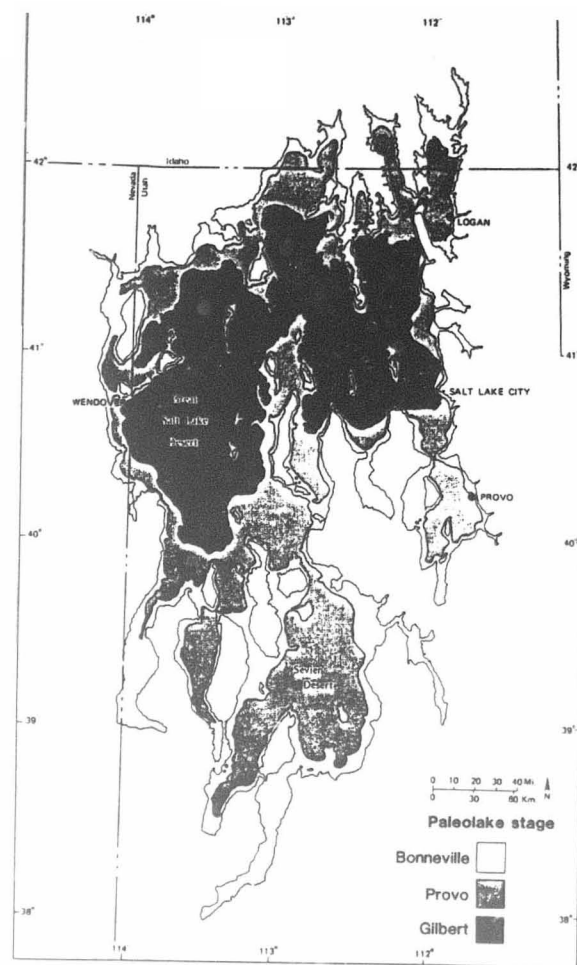 114° 113° 112°
42° Idaho 42°
Nevada
Utah
LOGAN
Wyoming
41° 41°
WENDOVER SALT LAKE CITY
Great
Salt Lake
Desert
PROVO
40° 40°
Sevier
Desert
39° 39°
0 10 20 30 40 Mi
0 30 60 Km N
Paleolake stage
Bonneville
Provo
Gilbert
38° 38°
114 113° 112°